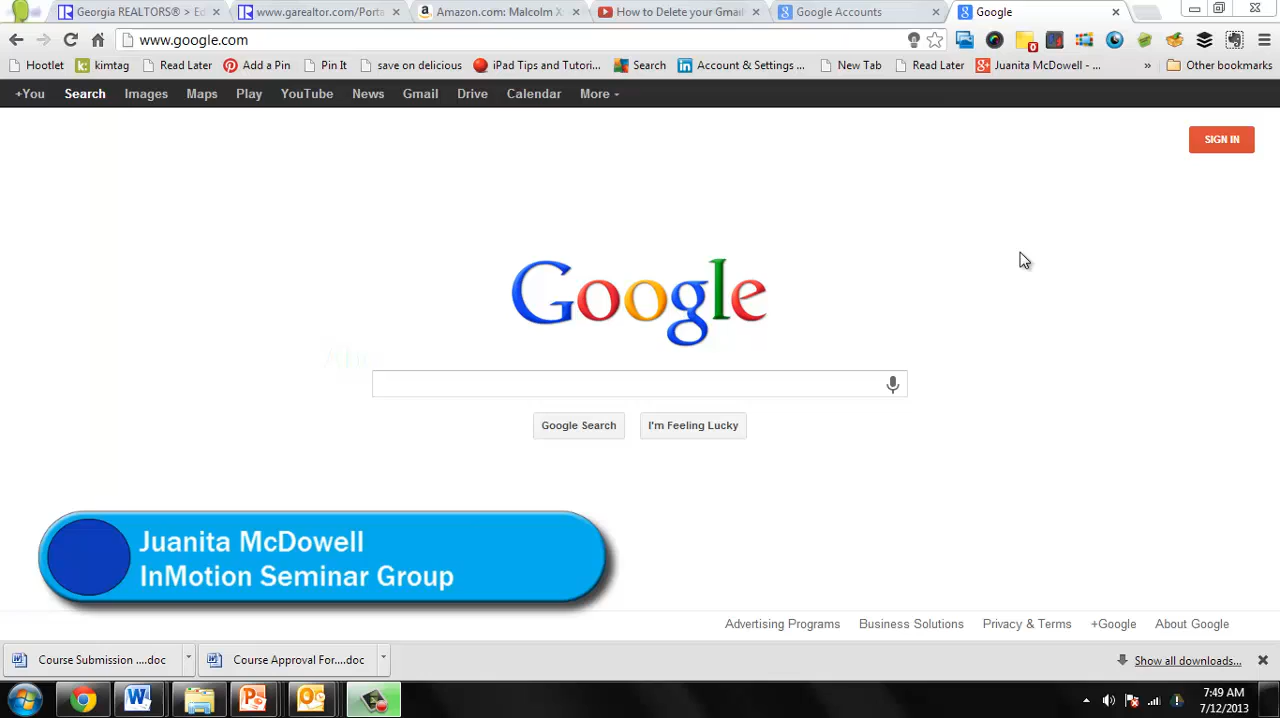 Georgia REALTORS® > Ed
www.garealtor.com/Porta
Amazon.com: Malcolm X
How to Delete your Gmai
Google Accounts
Google
www.google.com
0
Hootlet
kimtag
Read Later
Add a Pin
Pin It
save on delicious
iPad Tips and Tutori...
Search
Account & Settings ...
New Tab
Read Later
Juanita McDowell - ...
»
Other bookmarks
+You
Search
Images
Maps
Play
YouTube
News
Gmail
Drive
Calendar
More
SIGN IN
Google
Google Search
I'm Feeling Lucky
Juanita McDowell
InMotion Seminar Group
Advertising Programs
Business Solutions
Privacy & Terms
+Google
About Google
Course Submission ....doc
Course Approval For....doc
Show all downloads...
7:49 AM
7/12/2013